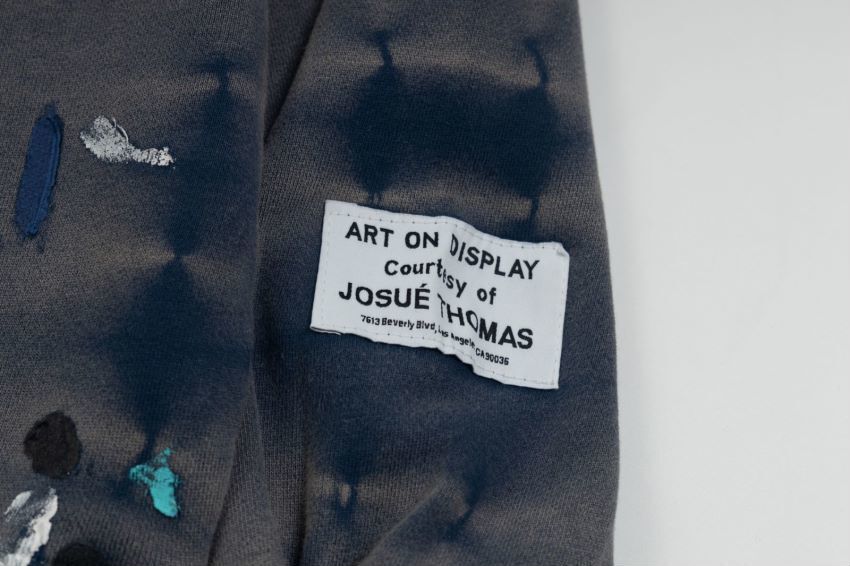 ART ON DISPLAY
Courtesy of
JOSUÉ THOMAS
7613 Beverly Blvd, Los Angeles, CA 90036